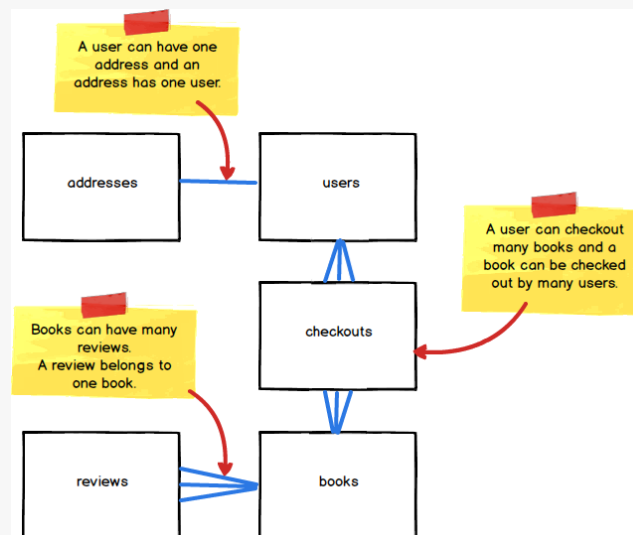 A user can have one
address and an
address has one user.
addresses
users
A user can checkout
many books and a
book can be checked
out by many users.
checkouts
Books can have many
reviews.
A review belongs to
one book.
reviews
books